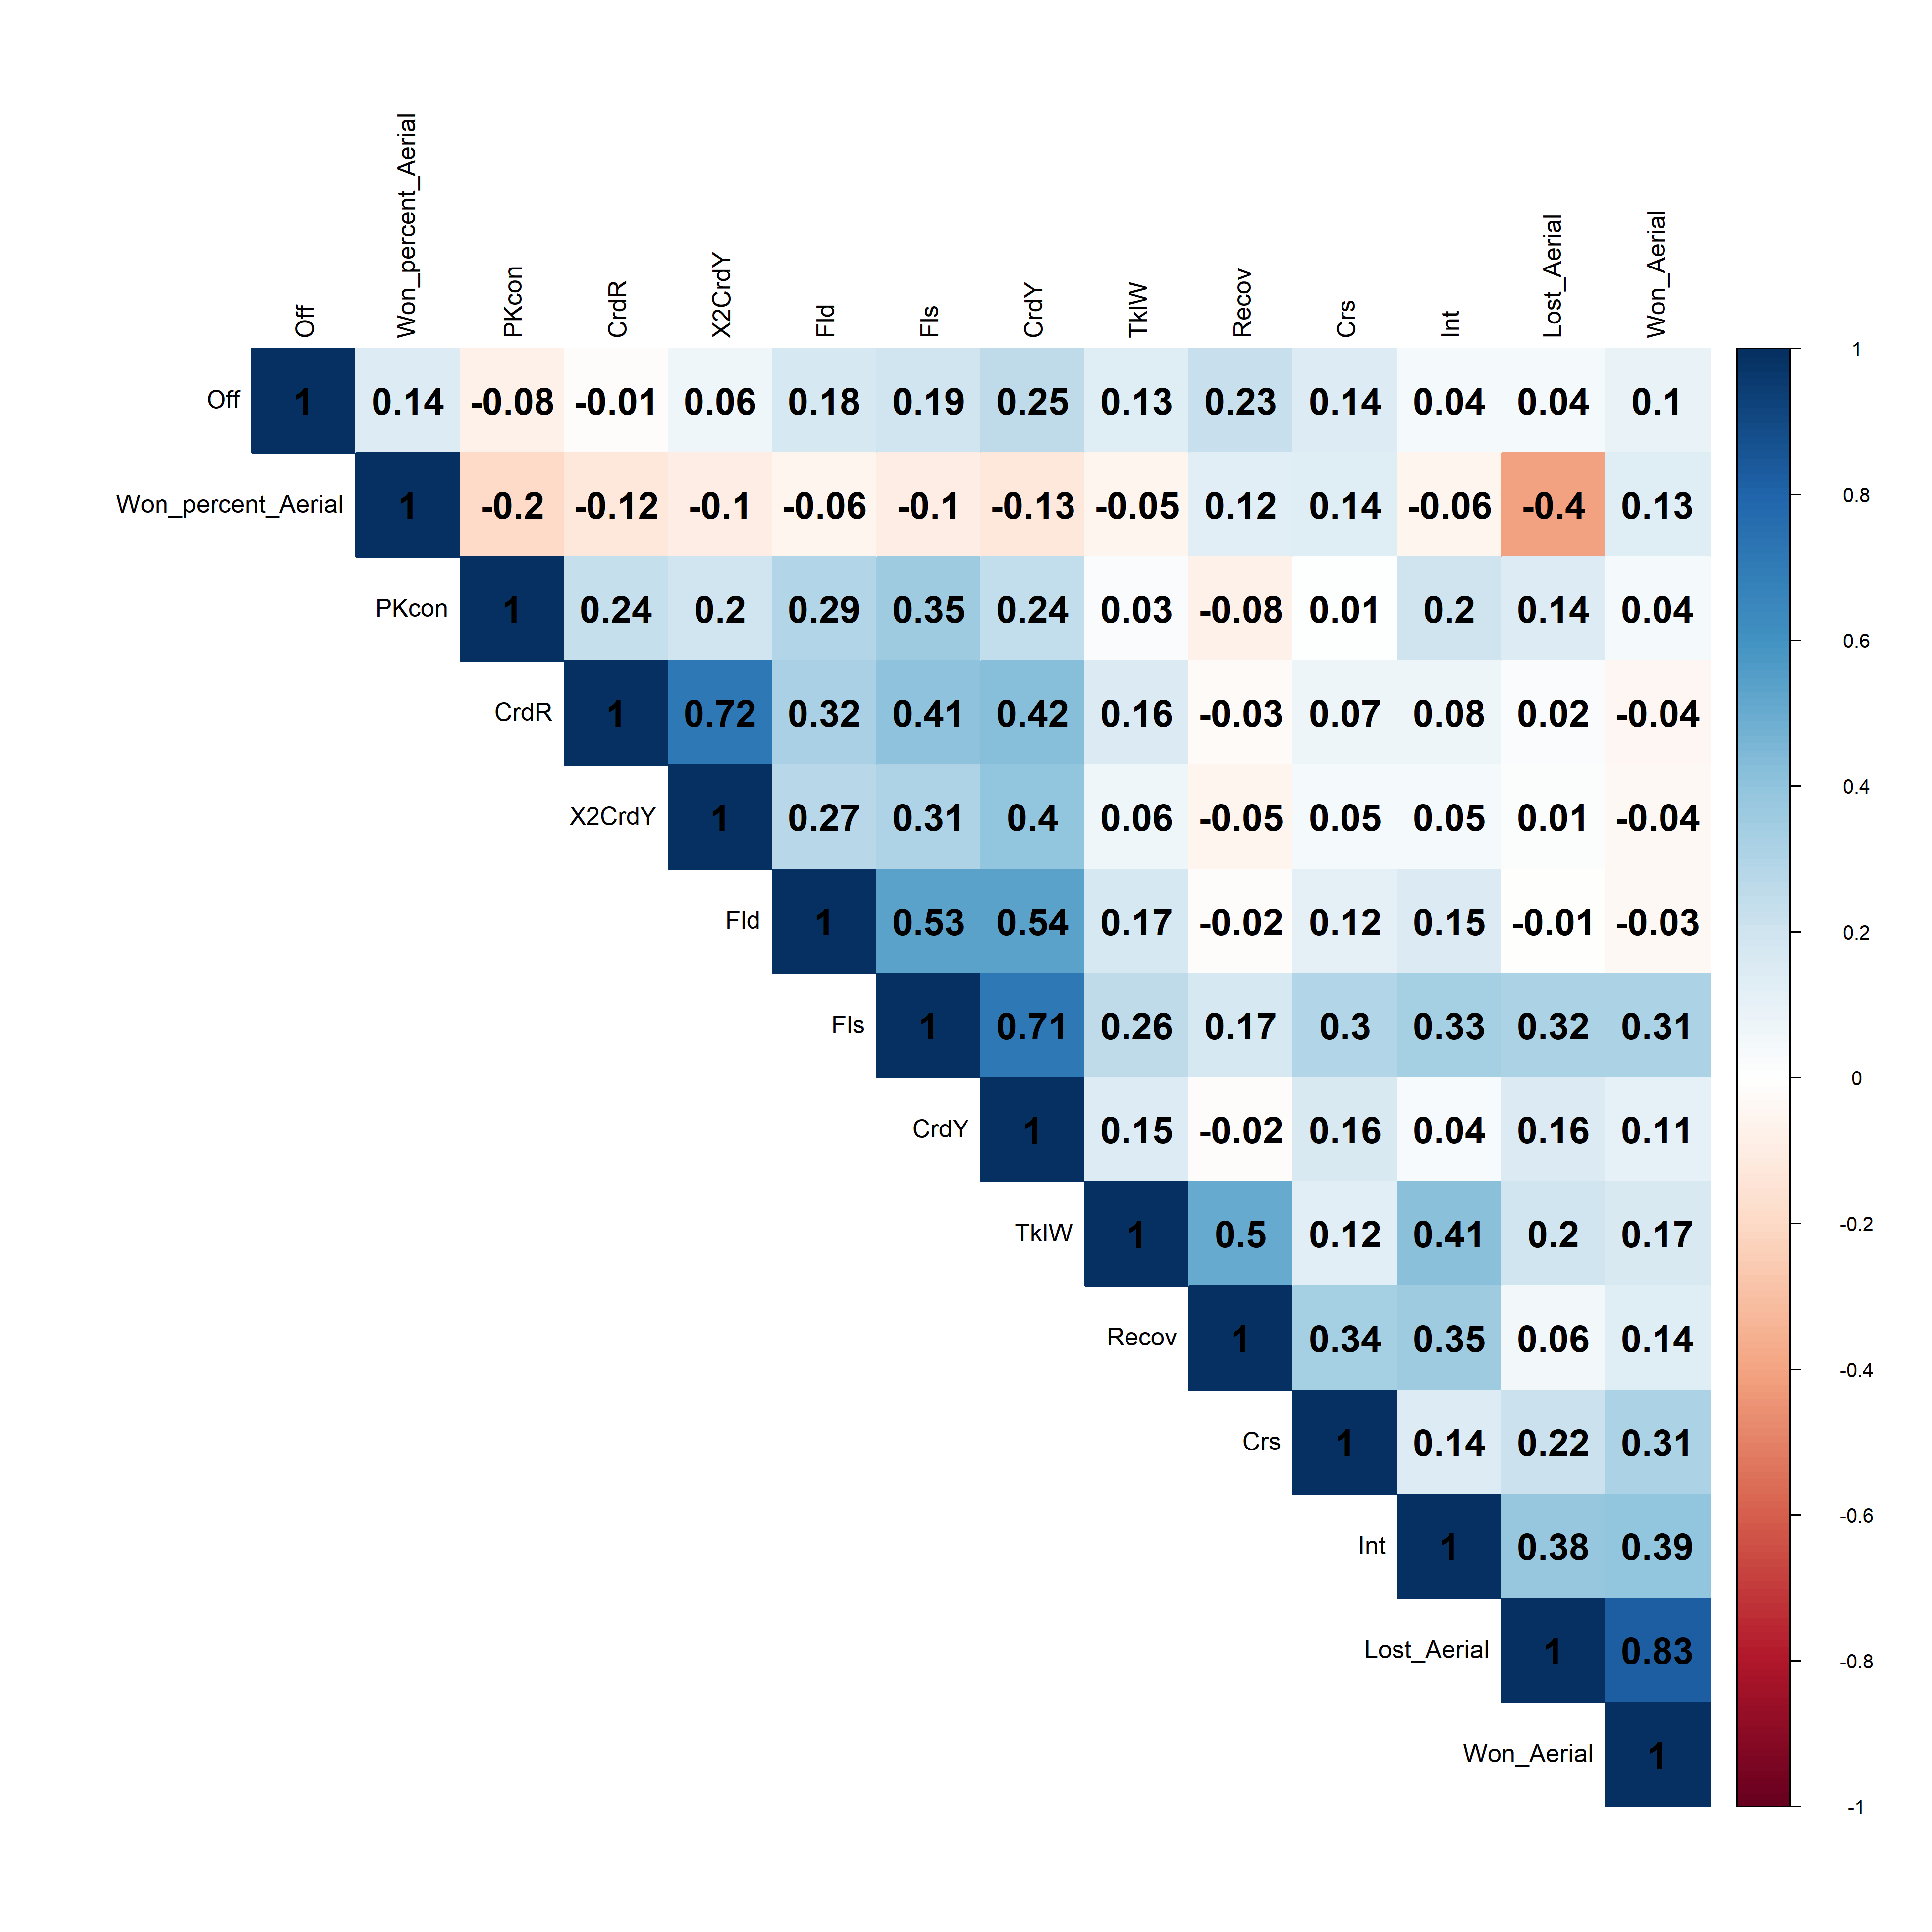 Off Won_percent_Aerial PKcon CrdR X2CrdY Fld Fls CrdY TklW Recov Crs Int Lost_Aerial Won_Aerial
Off 1 0.14 -0.08 -0.01 0.06 0.18 0.19 0.25 0.13 0.23 0.14 0.04 0.04 0.1
Won_percent_Aerial 1 -0.2 -0.12 -0.1 -0.06 -0.1 -0.13 -0.05 0.12 0.14 -0.06 -0.4 0.13
PKcon 1 0.24 0.2 0.29 0.35 0.24 0.03 -0.08 0.01 0.2 0.14 0.04
CrdR 1 0.72 0.32 0.41 0.42 0.16 -0.03 0.07 0.08 0.02 -0.04
X2CrdY 1 0.27 0.31 0.4 0.06 -0.05 0.05 0.05 0.01 -0.04
Fld 1 0.53 0.54 0.17 -0.02 0.12 0.15 -0.01 -0.03
Fls 1 0.71 0.26 0.17 0.3 0.33 0.32 0.31
CrdY 1 0.15 -0.02 0.16 0.04 0.16 0.11
TklW 1 0.5 0.12 0.41 0.2 0.17
Recov 1 0.34 0.35 0.06 0.14
Crs 1 0.14 0.22 0.31
Int 1 0.38 0.39
Lost_Aerial 1 0.83
Won_Aerial 1
1
0.8
0.6
0.4
0.2
0
-0.2
-0.4
-0.6
-0.8
-1